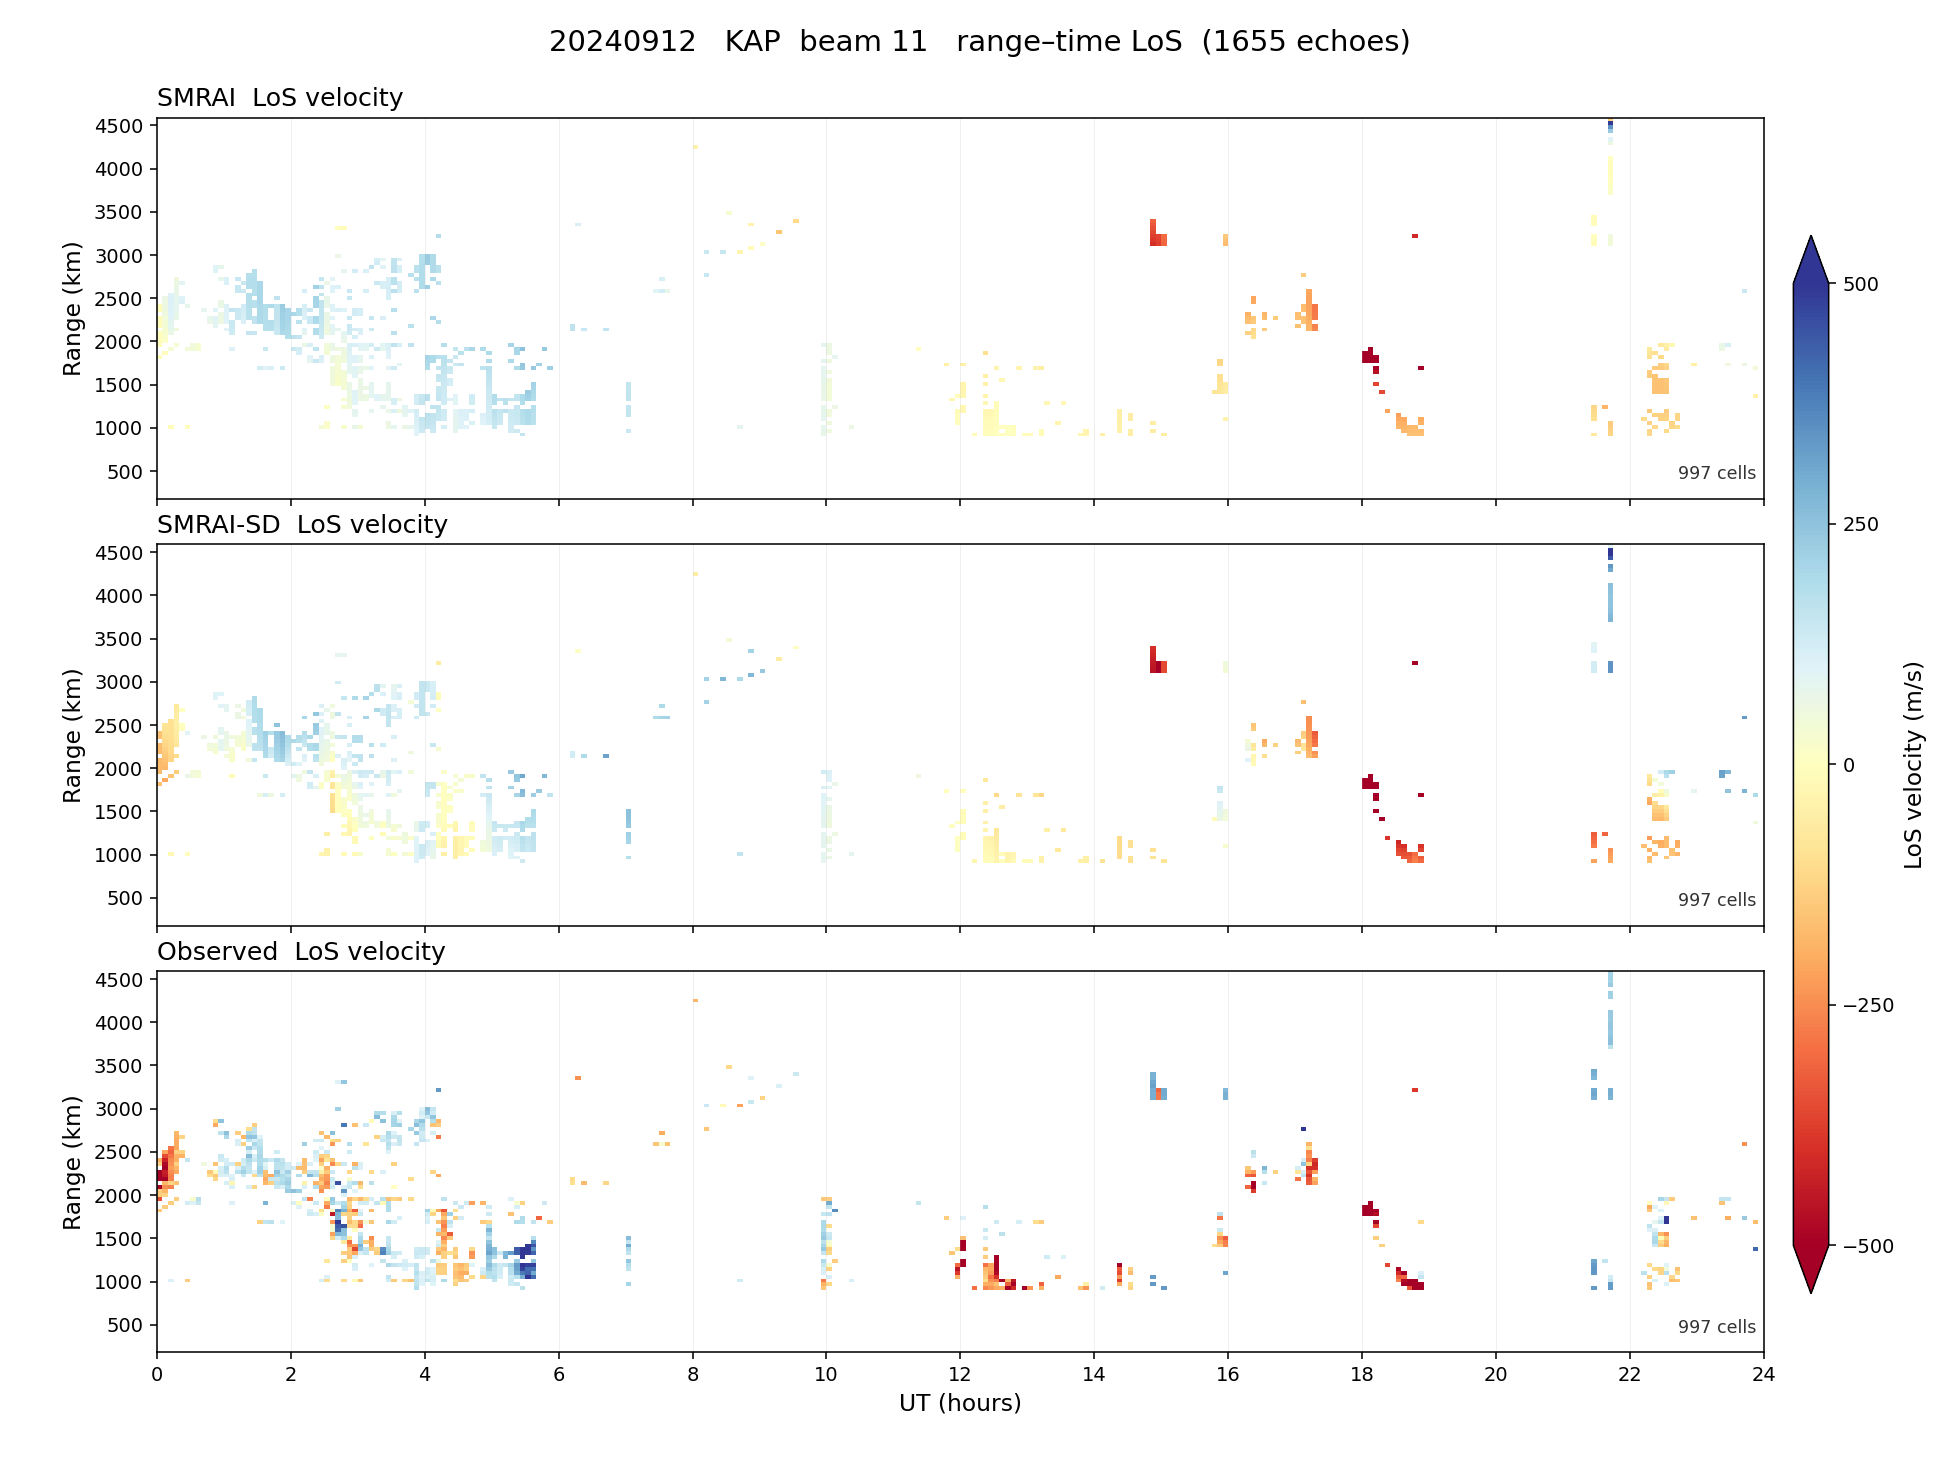 20240912   KAP  beam 11   range–time LoS  (1655 echoes)
SMRAI  LoS velocity
4500
4000
3500
3000
2500
2000
1500
1000
500
Range (km)
997 cells
SMRAI-SD  LoS velocity
4500
4000
3500
3000
2500
2000
1500
1000
500
Range (km)
997 cells
Observed  LoS velocity
4500
4000
3500
3000
2500
2000
1500
1000
500
Range (km)
997 cells
0 2 4 6 8 10 12 14 16 18 20 22 24
UT (hours)
500
250
0
−250
−500
LoS velocity (m/s)